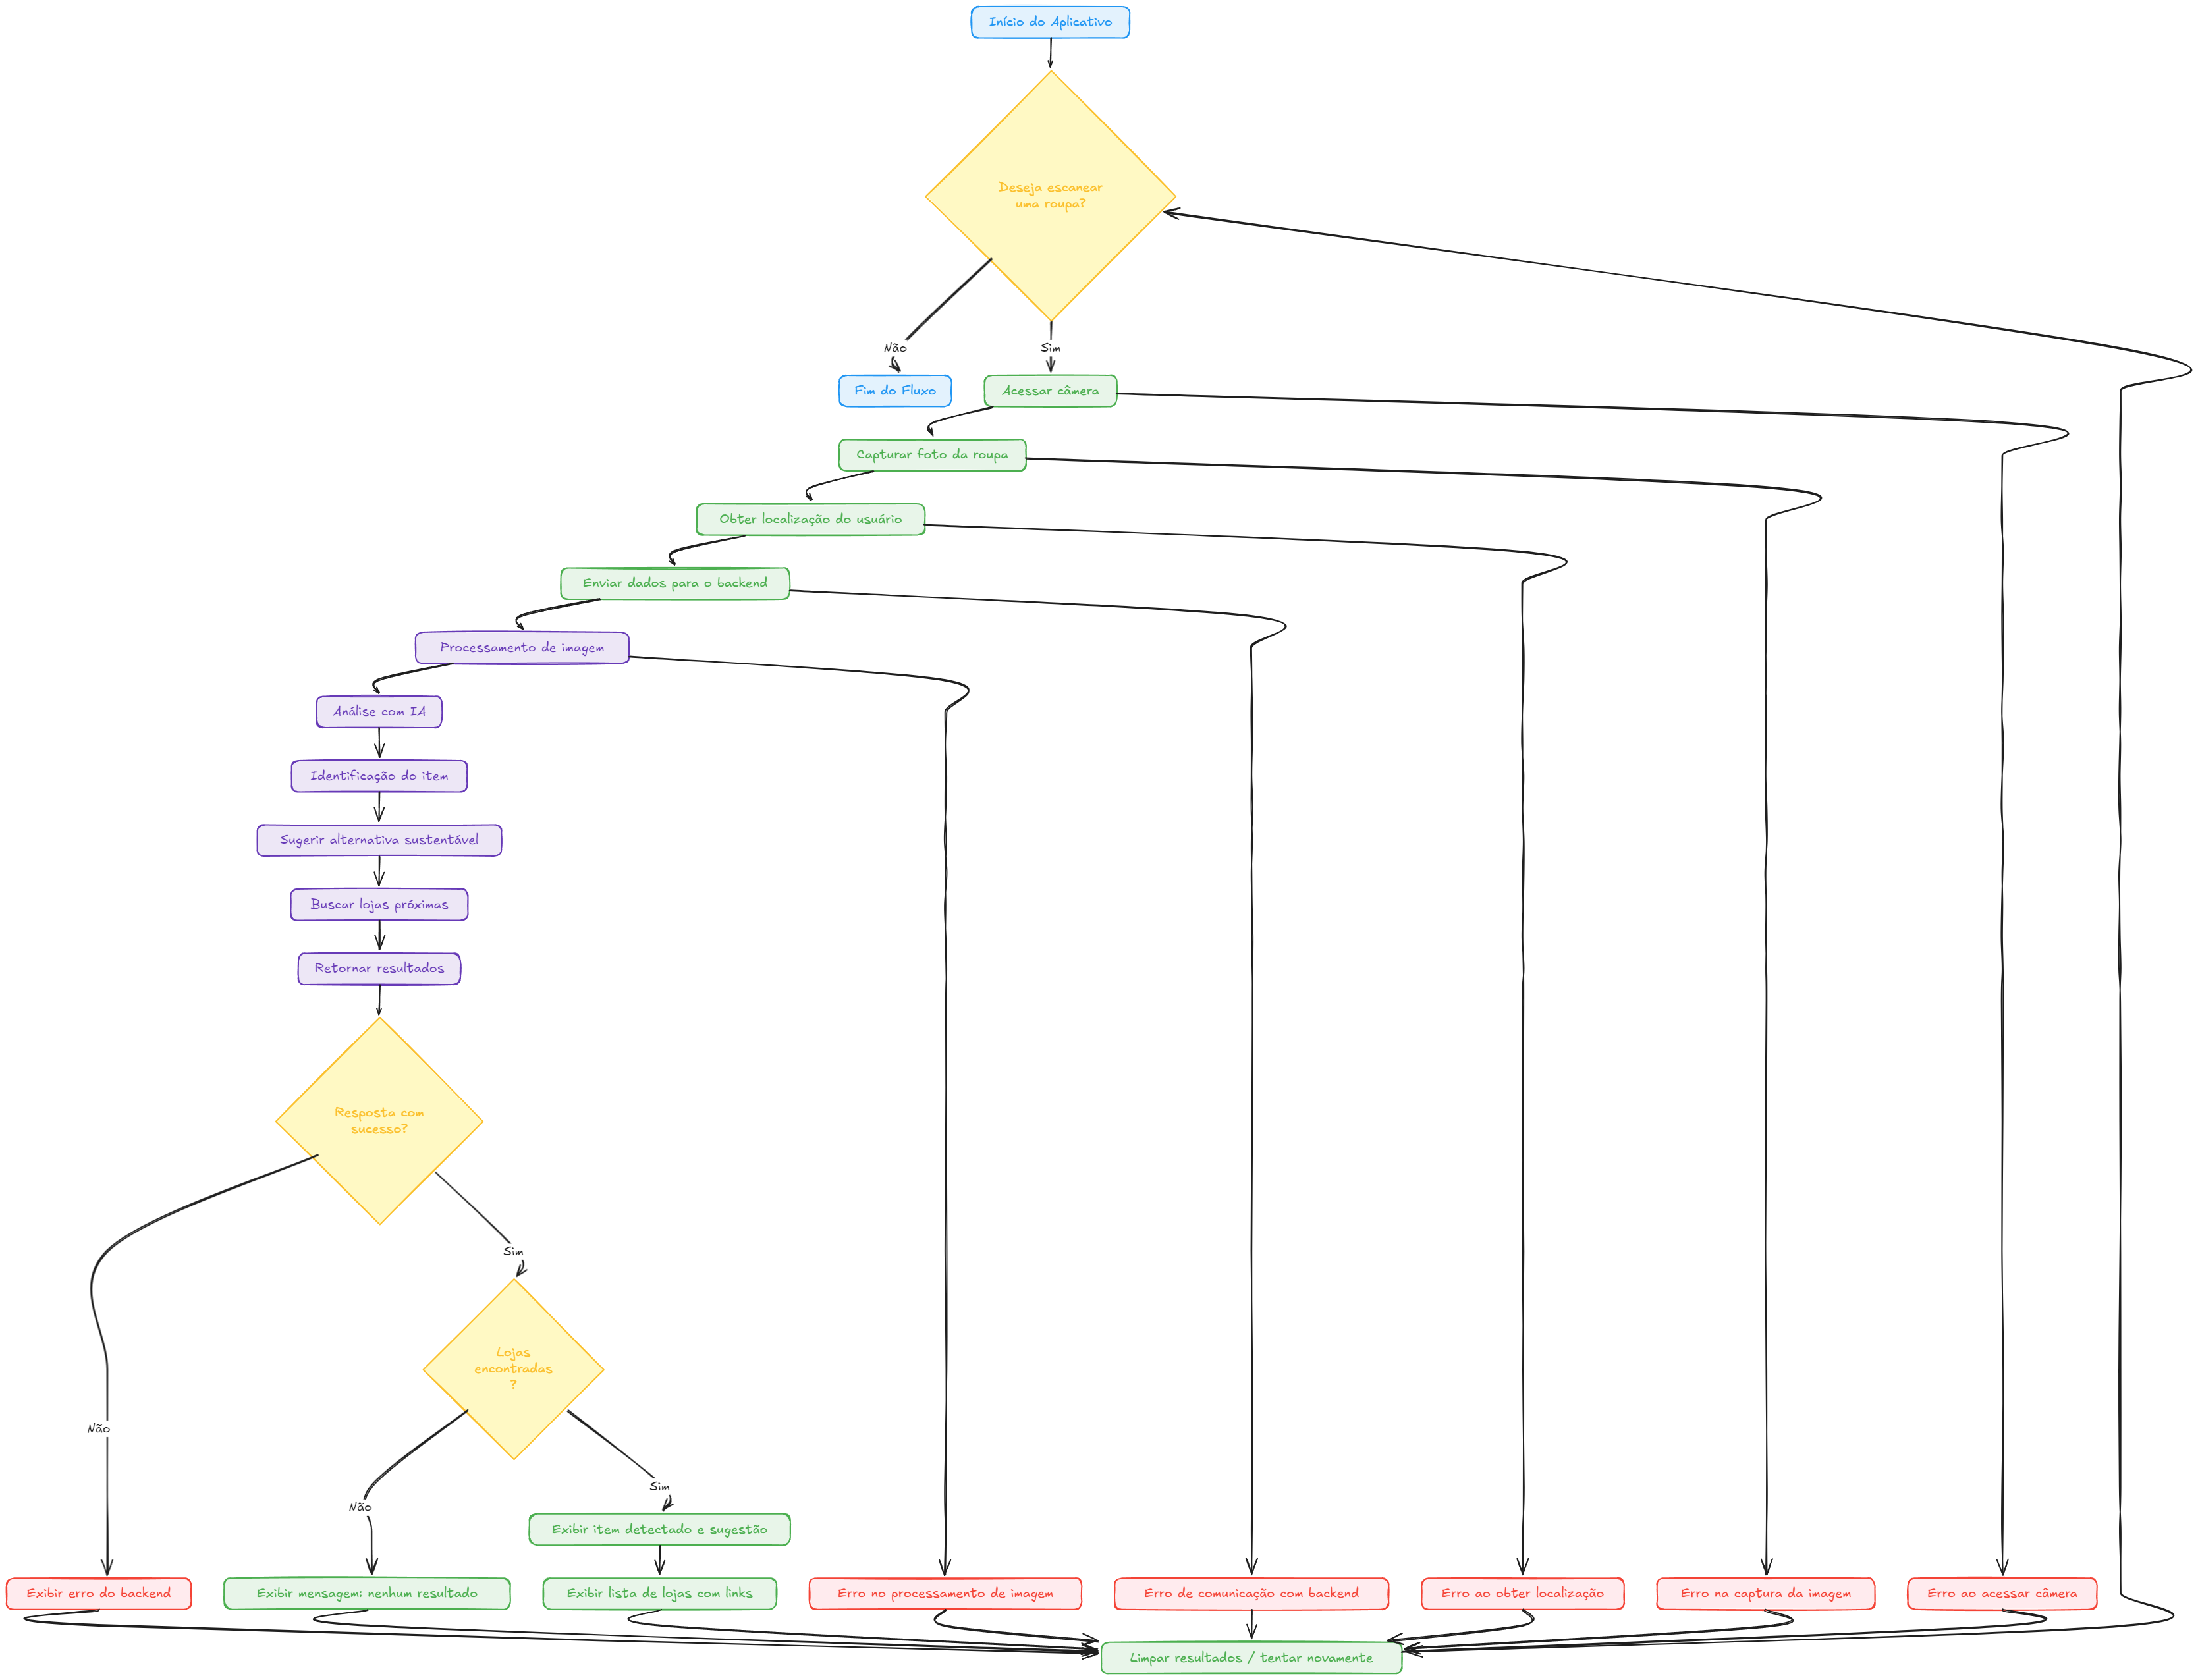 Início do Aplicativo
Deseja escanear
uma roupa?
Não
Sim
Fim do Fluxo
Acessar câmera
Capturar foto da roupa
Obter localização do usuário
Enviar dados para o backend
Processamento de imagem
Análise com IA
Identificação do item
Sugerir alternativa sustentável
Buscar lojas próximas
Retornar resultados
Resposta com
sucesso?
Sim
Lojas
encontradas
?
Não
Sim
Não
Exibir item detectado e sugestão
Exibir erro do backend
Exibir mensagem: nenhum resultado
Exibir lista de lojas com links
Erro no processamento de imagem
Erro de comunicação com backend
Erro ao obter localização
Erro na captura da imagem
Erro ao acessar câmera
Limpar resultados / tentar novamente